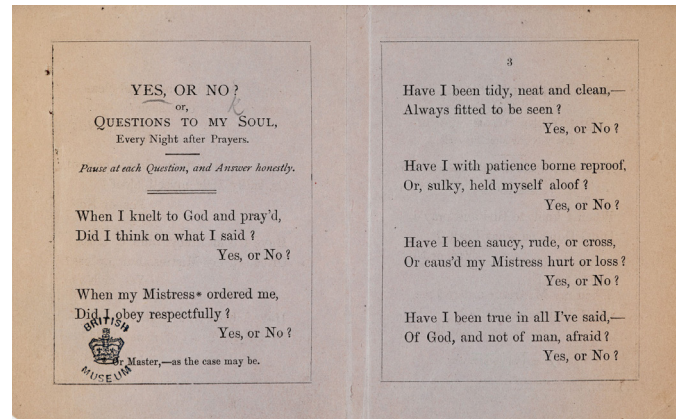 YES, OR NO?
or,
QUESTIONS TO MY SOUL,
Every Night after Prayers.
Pause at each Question, and Answer honestly.
When I knelt to God and pray'd,
Did I think on what I said?
Yes, or No?
When my Mistress* ordered me,
Did I obey respectfully?
Yes, or No?
Or Master,—as the case may be.
BRITISH
MUSEUM
3
Have I been tidy, neat and clean,—
Always fitted to be seen?
Yes, or No?
Have I with patience borne reproof,
Or, sulky, held myself aloof?
Yes, or No?
Have I been saucy, rude, or cross,
Or caus'd my Mistress hurt or loss?
Yes, or No?
Have I been true in all I've said,—
Of God, and not of man, afraid?
Yes, or No?